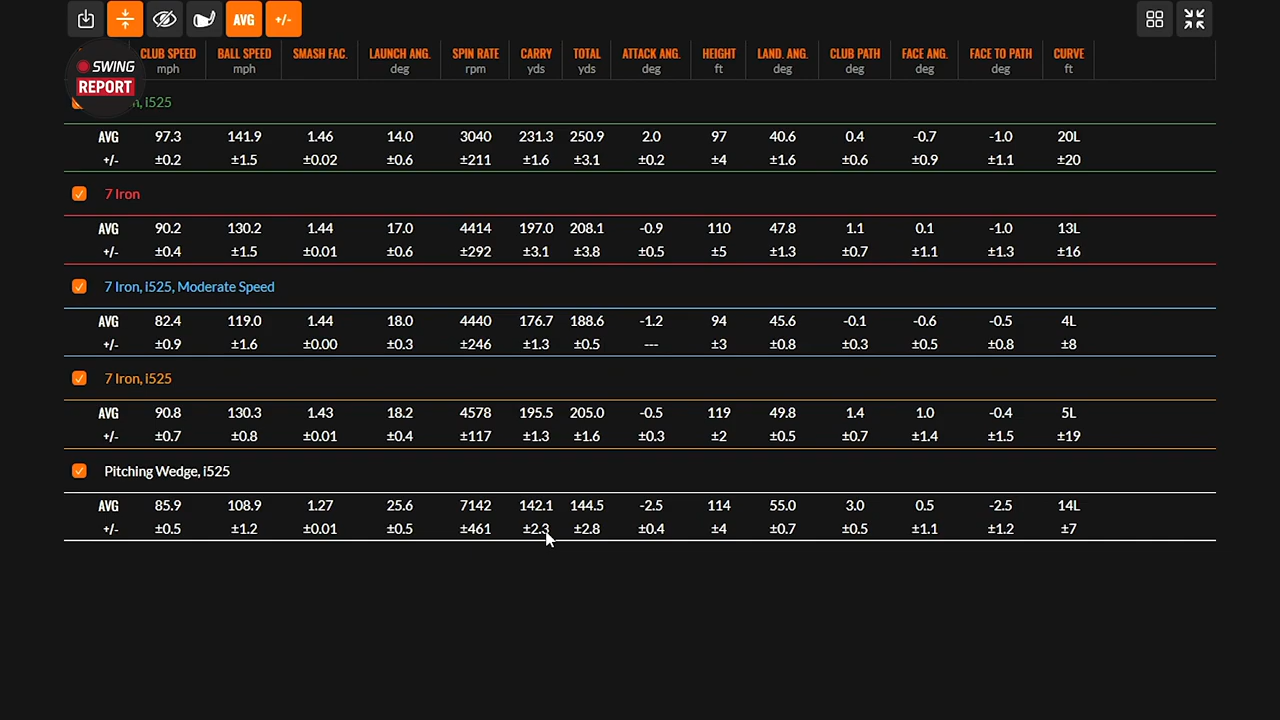 AVG +/-
CLUB SPEED BALL SPEED SMASH FAC. LAUNCH ANG. SPIN RATE CARRY TOTAL ATTACK ANG. HEIGHT LAND. ANG. CLUB PATH FACE ANG. FACE TO PATH CURVE
mph mph deg rpm yds yds deg ft deg deg deg deg ft
SWING
REPORT
i525
AVG 97.3 141.9 1.46 14.0 3040 231.3 250.9 2.0 97 40.6 0.4 -0.7 -1.0 20L
+/- ±0.2 ±1.5 ±0.02 ±0.6 ±211 ±1.6 ±3.1 ±0.2 ±4 ±1.6 ±0.6 ±0.9 ±1.1 ±20
7 Iron
AVG 90.2 130.2 1.44 17.0 4414 197.0 208.1 -0.9 110 47.8 1.1 0.1 -1.0 13L
+/- ±0.4 ±1.5 ±0.01 ±0.6 ±292 ±3.1 ±3.8 ±0.5 ±5 ±1.3 ±0.7 ±1.1 ±1.3 ±16
7 Iron, i525, Moderate Speed
AVG 82.4 119.0 1.44 18.0 4440 176.7 188.6 -1.2 94 45.6 -0.1 -0.6 -0.5 4L
+/- ±0.9 ±1.6 ±0.00 ±0.3 ±246 ±1.3 ±0.5 --- ±3 ±0.8 ±0.3 ±0.5 ±0.8 ±8
7 Iron, i525
AVG 90.8 130.3 1.43 18.2 4578 195.5 205.0 -0.5 119 49.8 1.4 1.0 -0.4 5L
+/- ±0.7 ±0.8 ±0.01 ±0.4 ±117 ±1.3 ±1.6 ±0.3 ±2 ±0.5 ±0.7 ±1.4 ±1.5 ±19
Pitching Wedge, i525
AVG 85.9 108.9 1.27 25.6 7142 142.1 144.5 -2.5 114 55.0 3.0 0.5 -2.5 14L
+/- ±0.5 ±1.2 ±0.01 ±0.5 ±461 ±2.3 ±2.8 ±0.4 ±4 ±0.7 ±0.5 ±1.1 ±1.2 ±7